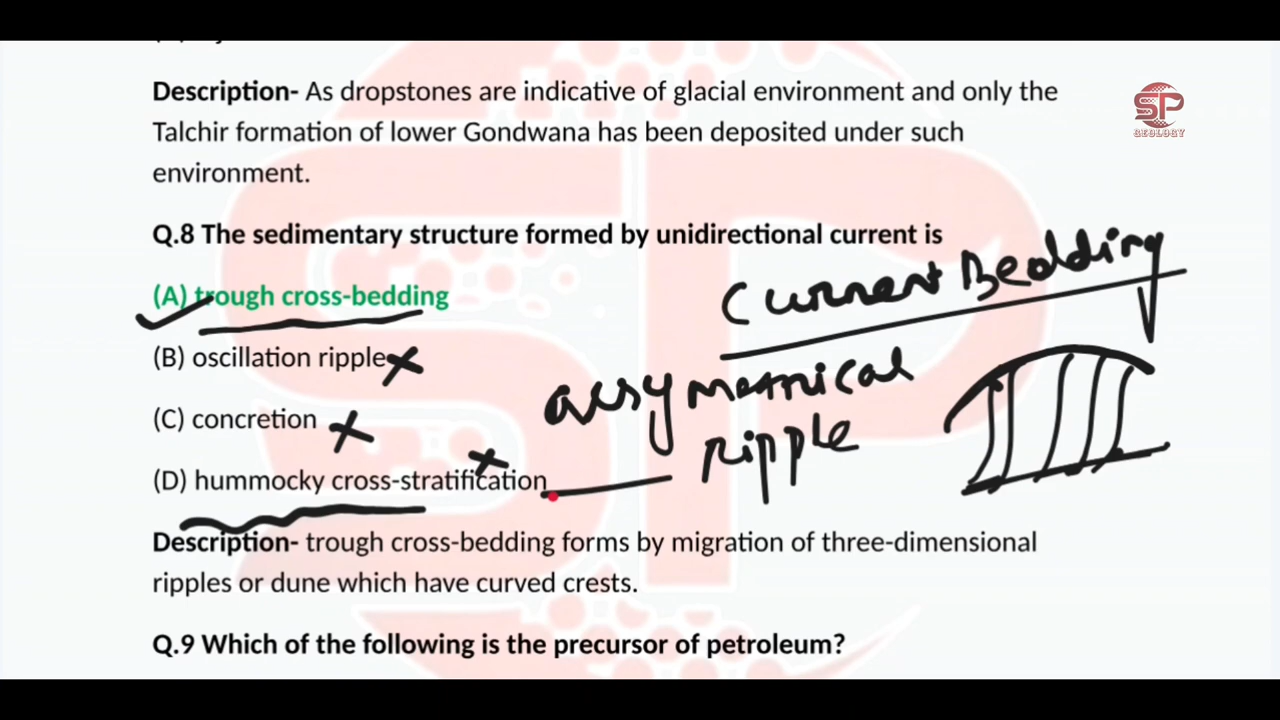 Description- As dropstones are indicative of glacial environment and only the
SP
GEOLOGY
Talchir formation of lower Gondwana has been deposited under such
environment.
Q.8 The sedimentary structure formed by unidirectional current is
Current Bedding
(A) trough cross-bedding
(B) oscillation ripple
ripple
(C) concretion
(D) hummocky cross-stratification
Description- trough cross-bedding forms by migration of three-dimensional
ripples or dune which have curved crests.
Q.9 Which of the following is the precursor of petroleum?